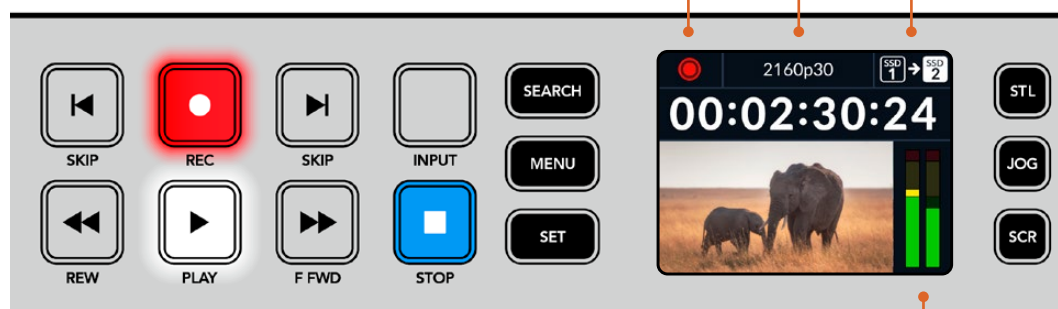 SKIP
REC
SKIP
INPUT
REW
PLAY
F FWD
STOP
SEARCH
MENU
SET
2160p30
SSD
1
SSD
2
00:02:30:24
STL
JOG
SCR